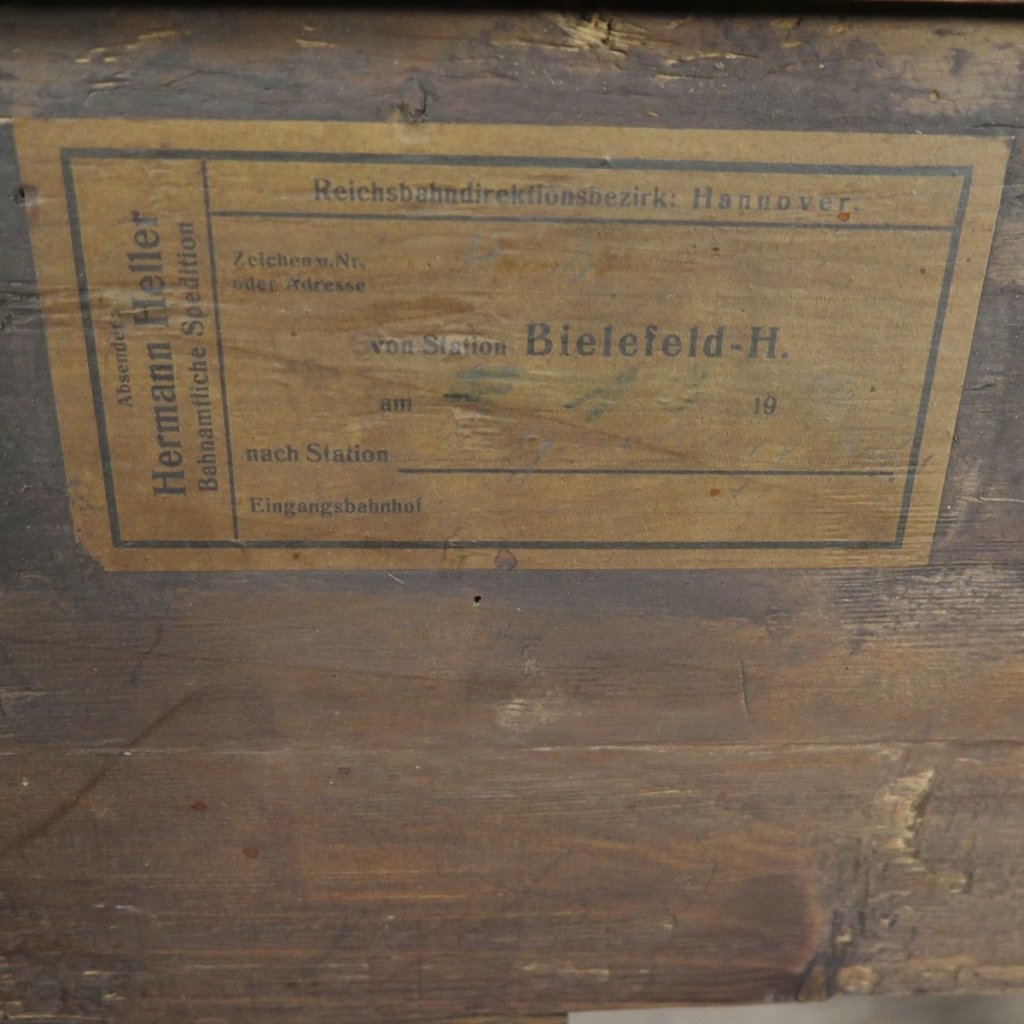 Absender:
Hermann Heller
Bahnamtliche Spedition
Reichsbahndirektionsbezirk: Hannover.
Zeichen u. Nr.
oder Adresse
von Station Bielefeld-H.
am 19
nach Station
Eingangsbahnhof